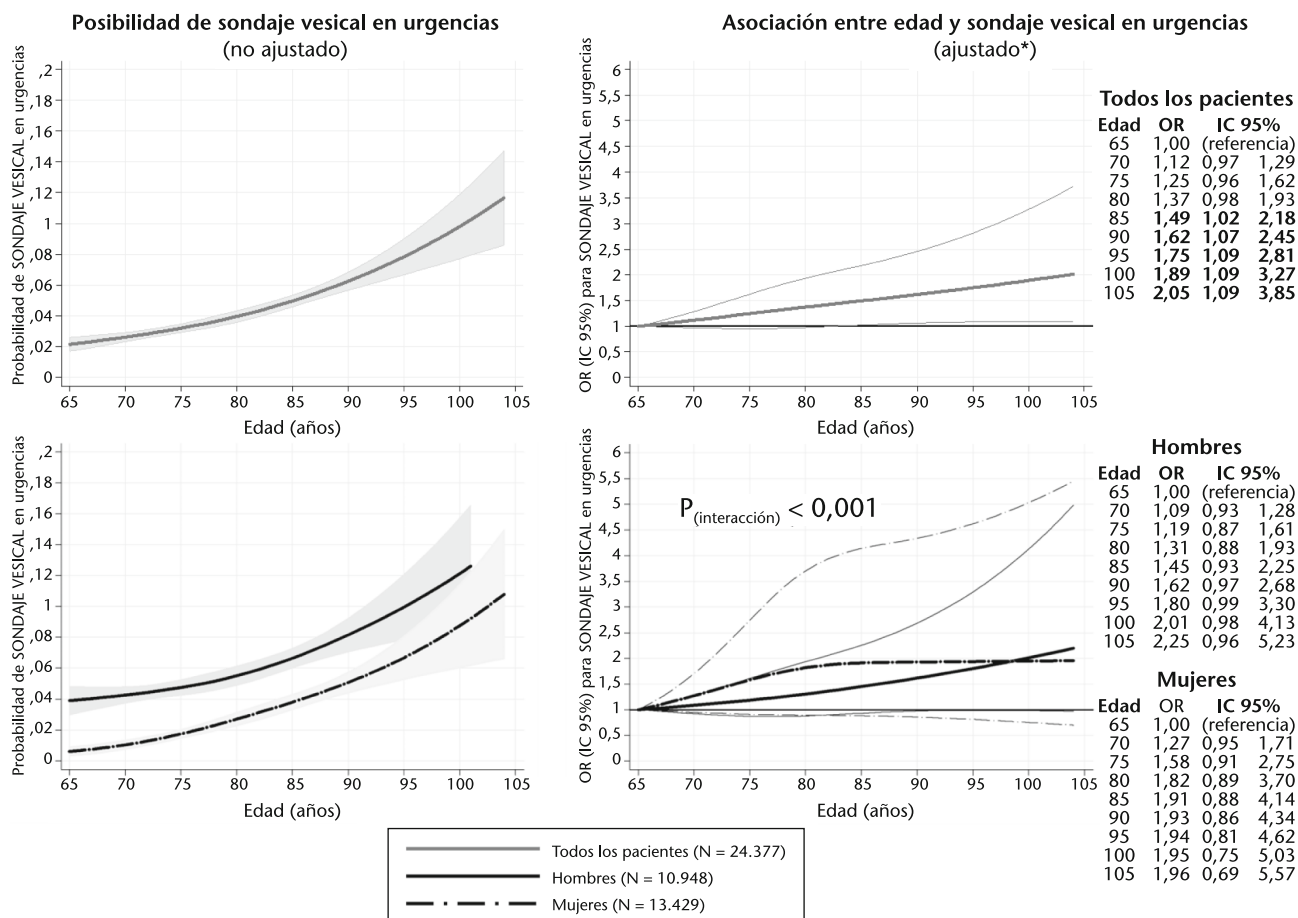 Posibilidad de sondaje vesical en urgencias
(no ajustado)
Probabilidad de SONDAJE VESICAL en urgencias
,2
,18
,16
,14
,12
,1
,08
,06
,04
,02
0
65 70 75 80 85 90 95 100 105
Edad (años)
Asociación entre edad y sondaje vesical en urgencias
(ajustado*)
OR (IC 95%) para SONDAJE VESICAL en urgencias
6
5,5
5
4,5
4
3,5
3
2,5
2
1,5
1
0,5
0
65 70 75 80 85 90 95 100 105
Edad (años)
Todos los pacientes
Edad OR IC 95%
65 1,00 (referencia)
70 1,12 0,97 1,29
75 1,25 0,96 1,62
80 1,37 0,98 1,93
85 1,49 1,02 2,18
90 1,62 1,07 2,45
95 1,75 1,09 2,81
100 1,89 1,09 3,27
105 2,05 1,09 3,85
Probabilidad de SONDAJE VESICAL en urgencias
,2
,18
,16
,14
,12
,1
,08
,06
,04
,02
0
65 70 75 80 85 90 95 100 105
Edad (años)
OR (IC 95%) para SONDAJE VESICAL en urgencias
6
5,5
5
4,5
4
3,5
3
2,5
2
1,5
1
0,5
0
P(interacción) < 0,001
65 70 75 80 85 90 95 100 105
Edad (años)
Hombres
Edad OR IC 95%
65 1,00 (referencia)
70 1,09 0,93 1,28
75 1,19 0,87 1,61
80 1,31 0,88 1,93
85 1,45 0,93 2,25
90 1,62 0,97 2,68
95 1,80 0,99 3,30
100 2,01 0,98 4,13
105 2,25 0,96 5,23
Mujeres
Edad OR IC 95%
65 1,00 (referencia)
70 1,27 0,95 1,71
75 1,58 0,91 2,75
80 1,82 0,89 3,70
85 1,91 0,88 4,14
90 1,93 0,86 4,34
95 1,94 0,81 4,62
100 1,95 0,75 5,03
105 1,96 0,69 5,57
Todos los pacientes (N = 24.377)
Hombres (N = 10.948)
Mujeres (N = 13.429)